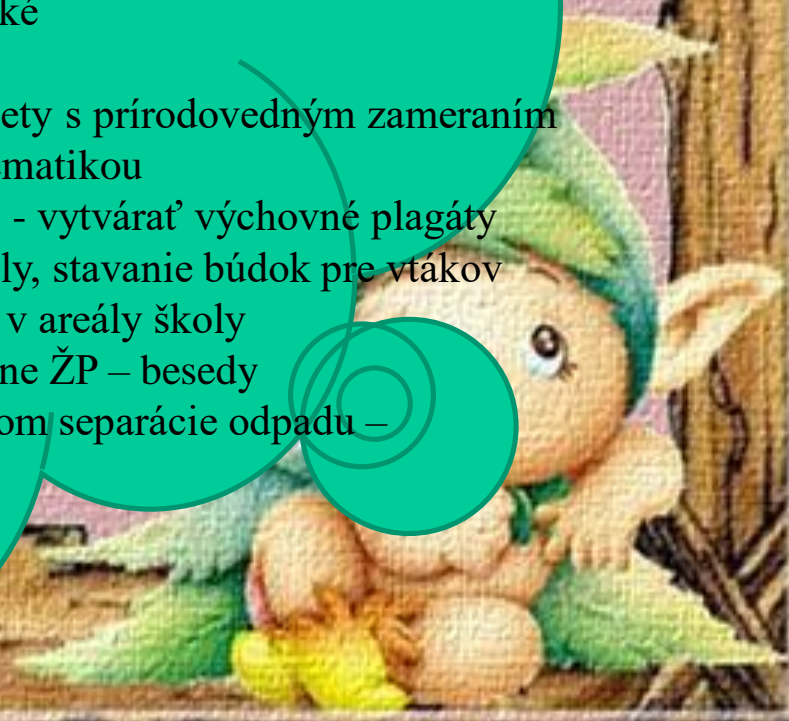 ké
ety s prírodovedným zameraním
matikou
- vytvárať výchovné plagáty
ly, stavanie búdok pre vtákov
v areály školy
ne ŽP – besedy
om separácie odpadu –